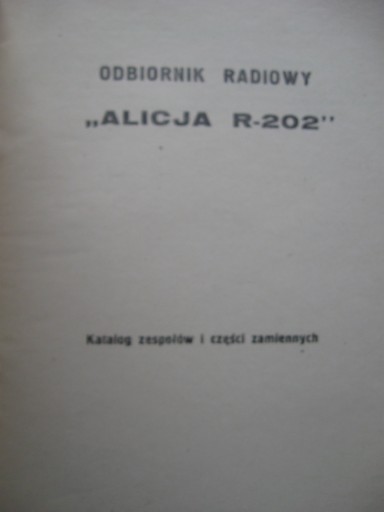 ODBIORNIK RADIOWY
„ALICJA R-202”
Katalog zespołów i części zamiennych